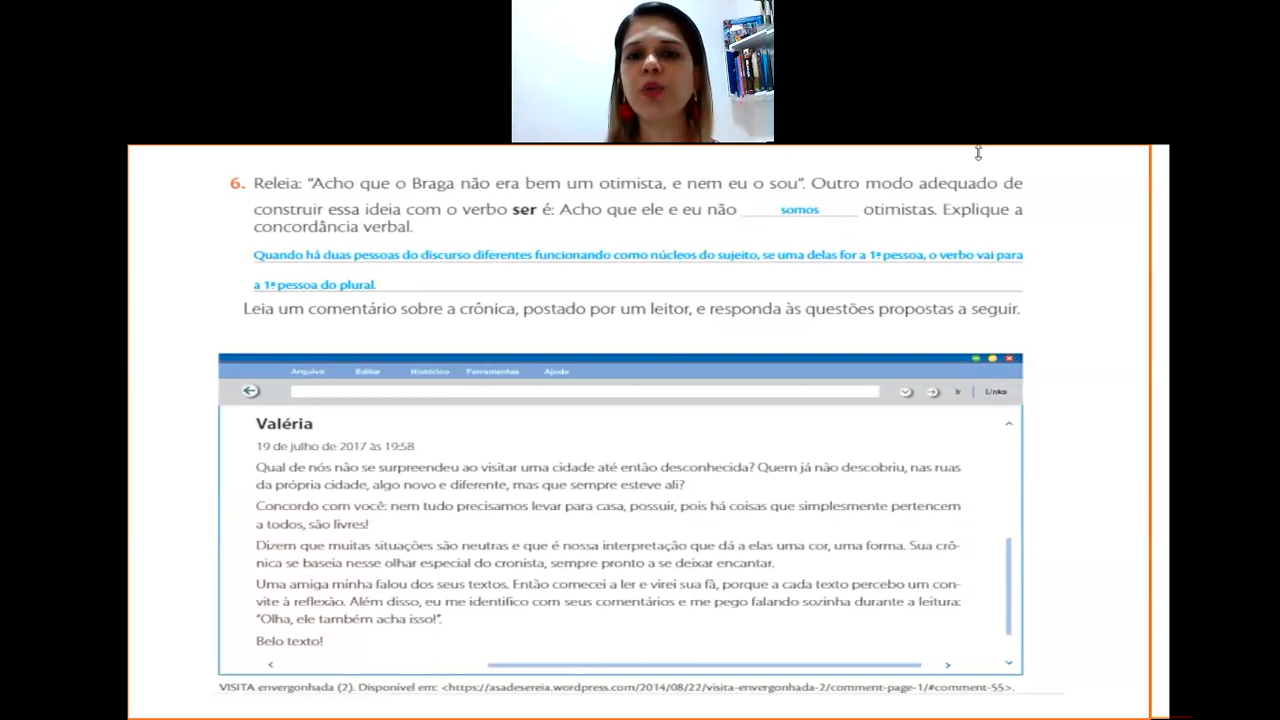 6. Releia: “Acho que o Braga não era bem um otimista, e nem eu o sou”. Outro modo adequado de
construir essa ideia com o verbo ser é: Acho que ele e eu não somos otimistas. Explique a
concordância verbal.
Quando há duas pessoas do discurso diferentes funcionando como núcleos do sujeito, se uma delas for a 1ª pessoa, o verbo vai para
a 1ª pessoa do plural.
Leia um comentário sobre a crônica, postado por um leitor, e responda às questões propostas a seguir.
Arquivo Editar Histórico Ferramentas Ajuda
Ir Links
Valéria
19 de julho de 2017 às 19:58
Qual de nós não se surpreendeu ao visitar uma cidade até então desconhecida? Quem já não descobriu, nas ruas
da própria cidade, algo novo e diferente, mas que sempre esteve ali?
Concordo com você: nem tudo precisamos levar para casa, possuir, pois há coisas que simplesmente pertencem
a todos, são livres!
Dizem que muitas situações são neutras e que é nossa interpretação que dá a elas uma cor, uma forma. Sua crô-
nica se baseia nesse olhar especial do cronista, sempre pronto a se deixar encantar.
Uma amiga minha falou dos seus textos. Então comecei a ler e virei sua fã, porque a cada texto percebo um con-
vite à reflexão. Além disso, eu me identifico com seus comentários e me pego falando sozinha durante a leitura:
“Olha, ele também acha isso!”.
Belo texto!
VISITA envergonhada (2). Disponível em: <https://asadesereia.wordpress.com/2014/08/22/visita-envergonhada-2/comment-page-1/#comment-55>.